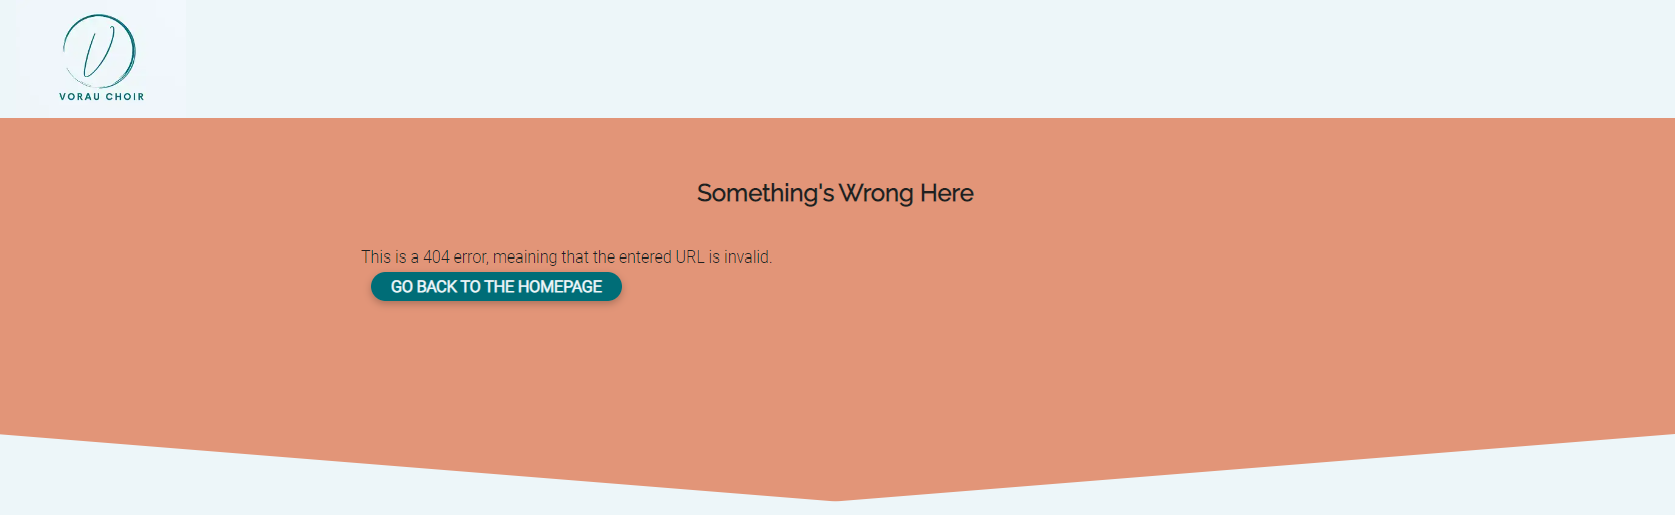 V
VORAU CHOIR
Something's Wrong Here
This is a 404 error, meaining that the entered URL is invalid.
GO BACK TO THE HOMEPAGE